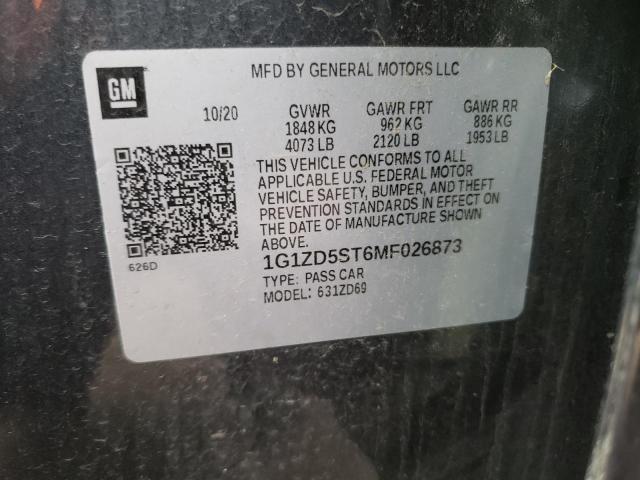 GM
MFD BY GENERAL MOTORS LLC
10/20 GVWR GAWR FRT GAWR RR
1848 KG 962 KG 886 KG
4073 LB 2120 LB 1953 LB
THIS VEHICLE CONFORMS TO ALL
APPLICABLE U.S. FEDERAL MOTOR
VEHICLE SAFETY, BUMPER, AND THEFT
PREVENTION STANDARDS IN EFFECT ON
THE DATE OF MANUFACTURE SHOWN
ABOVE.
626D
1G1ZD5ST6MF026873
TYPE: PASS CAR
MODEL: 631ZD69